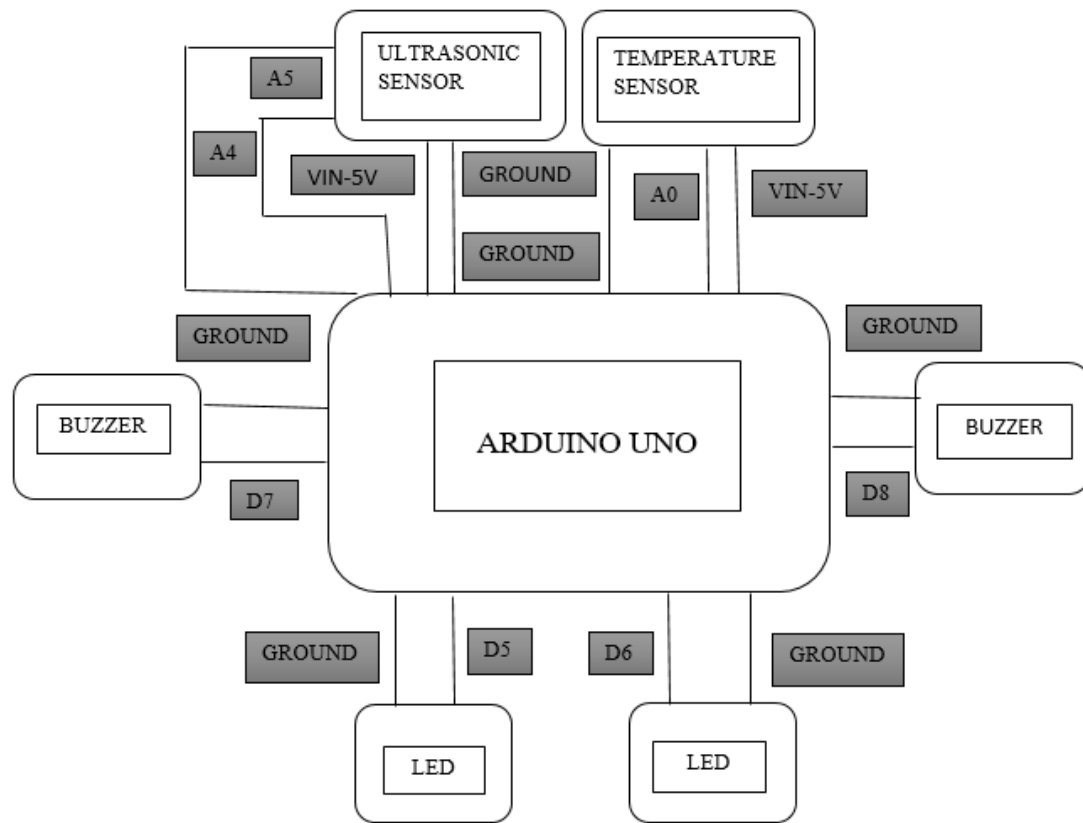 ULTRASONIC
SENSOR
TEMPERATURE
SENSOR
A5
A4
VIN-5V
GROUND
A0
VIN-5V
GROUND
GROUND
GROUND
BUZZER
ARDUINO UNO
BUZZER
D7
D8
GROUND
D5
D6
GROUND
LED
LED